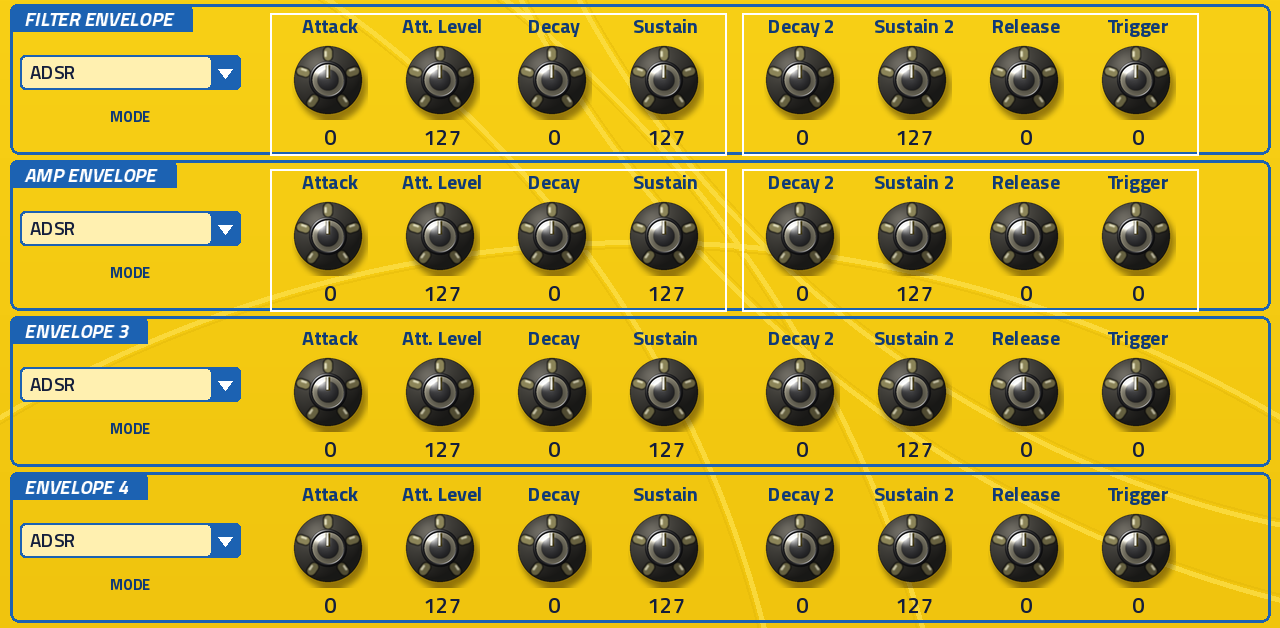 FILTER ENVELOPE
Attack Att. Level Decay Sustain Decay 2 Sustain 2 Release Trigger
ADSR
MODE
0 127 0 127 0 127 0 0
AMP ENVELOPE
Attack Att. Level Decay Sustain Decay 2 Sustain 2 Release Trigger
ADSR
MODE
0 127 0 127 0 127 0 0
ENVELOPE 3
Attack Att. Level Decay Sustain Decay 2 Sustain 2 Release Trigger
ADSR
MODE
0 127 0 127 0 127 0 0
ENVELOPE 4
Attack Att. Level Decay Sustain Decay 2 Sustain 2 Release Trigger
ADSR
MODE
0 127 0 127 0 127 0 0